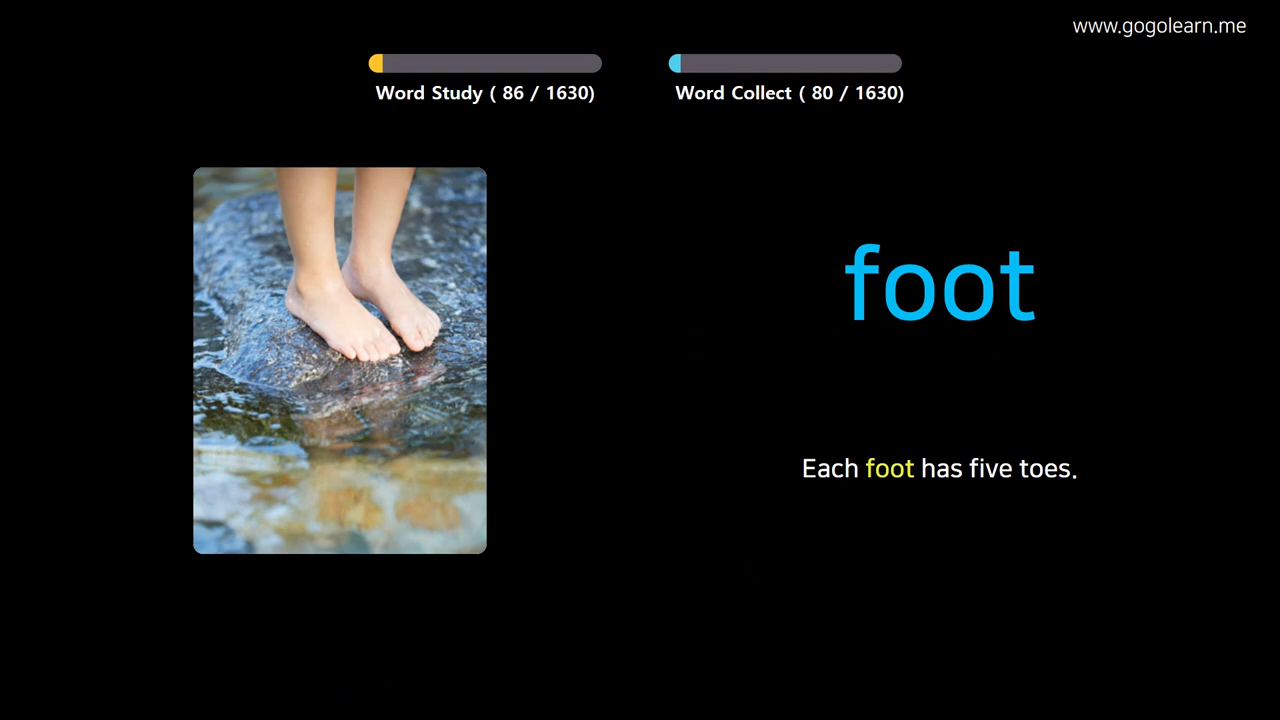 www.gogolearn.me
Word Study ( 86 / 1630)
Word Collect ( 80 / 1630)
foot
Each foot has five toes.